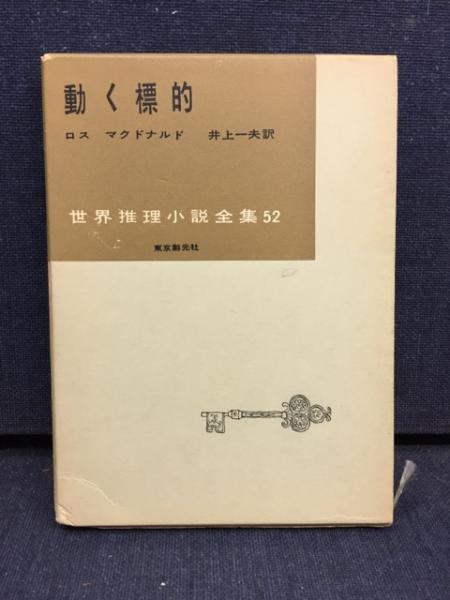 動く標的
ロス マクドナルド 井上一夫訳
世界推理小説全集52
東京創元社